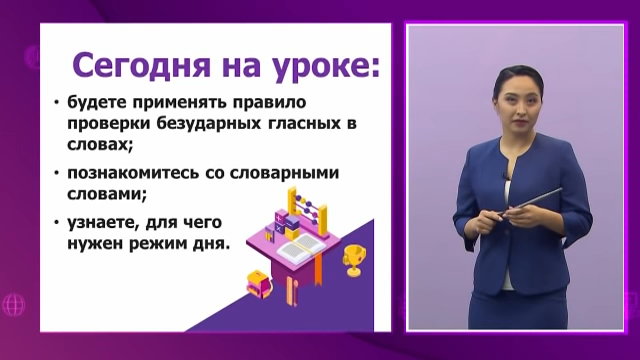 Сегодня на уроке:
• будете применять правило
проверки безударных гласных в
словах;
• познакомитесь со словарными
словами;
• узнаете, для чего
нужен режим дня.